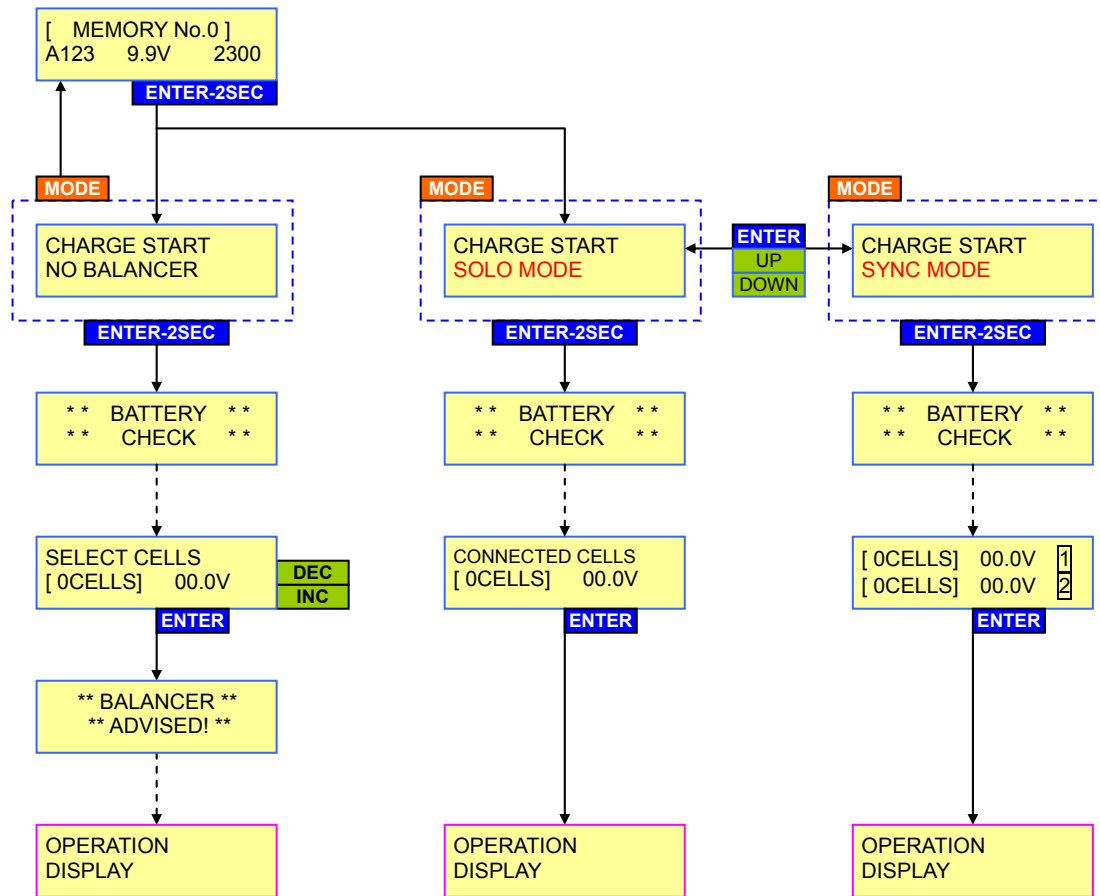 [ MEMORY No.0 ]
A123 9.9V 2300
ENTER-2SEC
MODE
CHARGE START
NO BALANCER
ENTER-2SEC
* * BATTERY * *
* * CHECK * *
SELECT CELLS
[ 0CELLS] 00.0V
DEC
INC
ENTER
** BALANCER **
** ADVISED! **
OPERATION
DISPLAY
MODE
CHARGE START
SOLO MODE
ENTER-2SEC
* * BATTERY * *
* * CHECK * *
CONNECTED CELLS
[ 0CELLS] 00.0V
ENTER
OPERATION
DISPLAY
ENTER
UP
DOWN
MODE
CHARGE START
SYNC MODE
ENTER-2SEC
* * BATTERY * *
* * CHECK * *
[ 0CELLS] 00.0V 1
[ 0CELLS] 00.0V 2
ENTER
OPERATION
DISPLAY